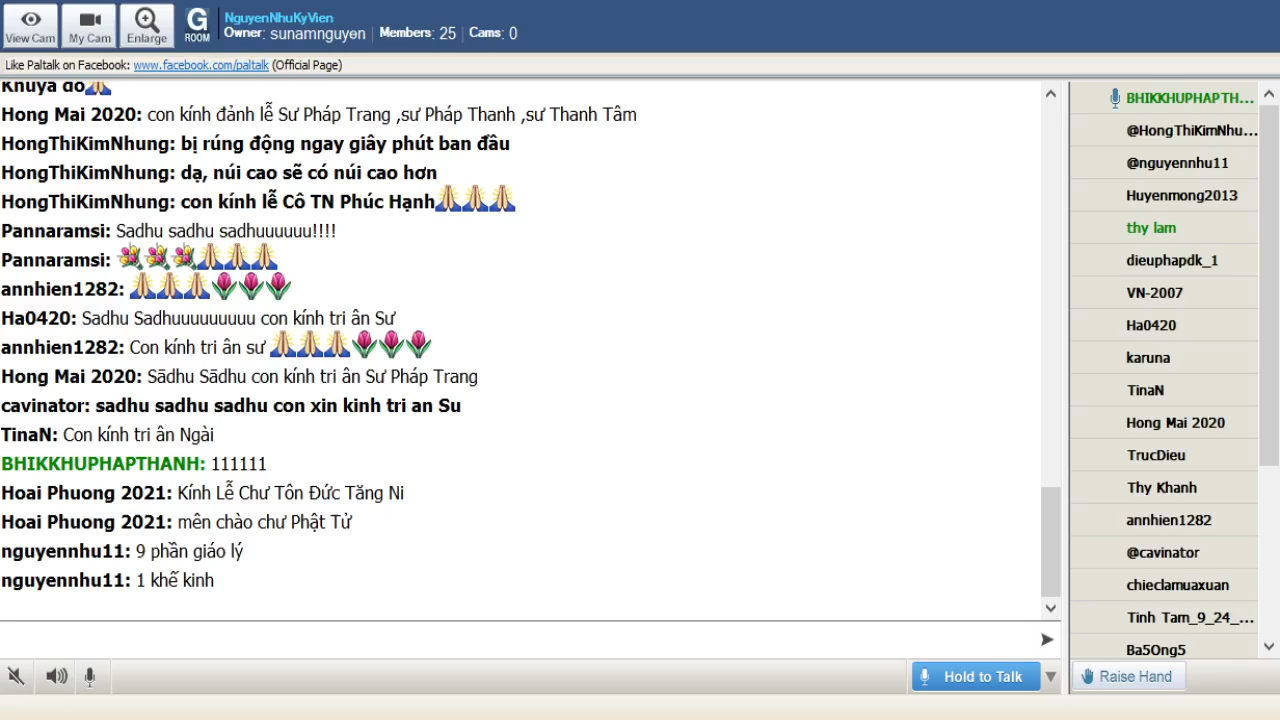 View Cam
My Cam
Enlarge
G
ROOM
NguyenNhuKyVien
Owner: sunamnguyen | Members: 25 | Cams: 0
Like Paltalk on Facebook: www.facebook.com/paltalk (Official Page)
Khuya do🙏
Hong Mai 2020: con kính đảnh lễ Sư Pháp Trang ,sư Pháp Thanh ,sư Thanh Tâm
HongThiKimNhung: bị rúng động ngay giây phút ban đầu
HongThiKimNhung: dạ, núi cao sẽ có núi cao hơn
HongThiKimNhung: con kính lễ Cô TN Phúc Hạnh🙏🙏🙏
Pannaramsi: Sadhu sadhu sadhuuuuuu!!!!
Pannaramsi: 💐💐💐🙏🙏🙏
annhien1282: 🙏🙏🙏🌷🌷🌷
Ha0420: Sadhu Sadhuuuuuuuuu con kính tri ân Sư
annhien1282: Con kính tri ân sư 🙏🙏🙏🌷🌷🌷
Hong Mai 2020: Sādhu Sādhu con kính tri ân Sư Pháp Trang
cavinator: sadhu sadhu sadhu con xin kinh tri an Su
TinaN: Con kính tri ân Ngài
BHIKKHUPHAPTHANH: 111111
Hoai Phuong 2021: Kính Lễ Chư Tôn Đức Tăng Ni
Hoai Phuong 2021: mên chào chư Phật Tử
nguyennhu11: 9 phần giáo lý
nguyennhu11: 1 khế kinh
Hold to Talk
BHIKKHUPHAPTH...
@HongThiKimNhu...
@nguyennhu11
Huyenmong2013
thy lam
dieuphapdk_1
VN-2007
Ha0420
karuna
TinaN
Hong Mai 2020
TrucDieu
Thy Khanh
annhien1282
@cavinator
chieclamuaxuan
Tinh Tam_9_24_...
Ba5Ong5
Raise Hand